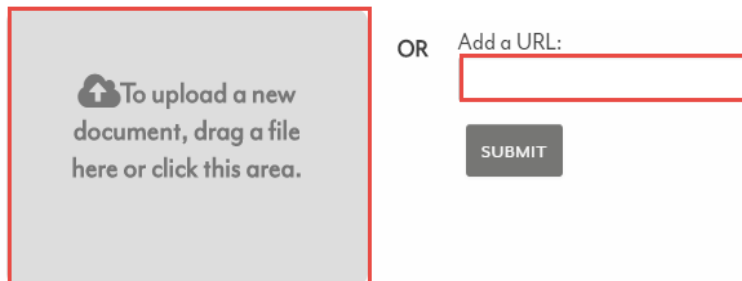 To upload a new
document, drag a file
here or click this area.
OR
Add a URL:
SUBMIT